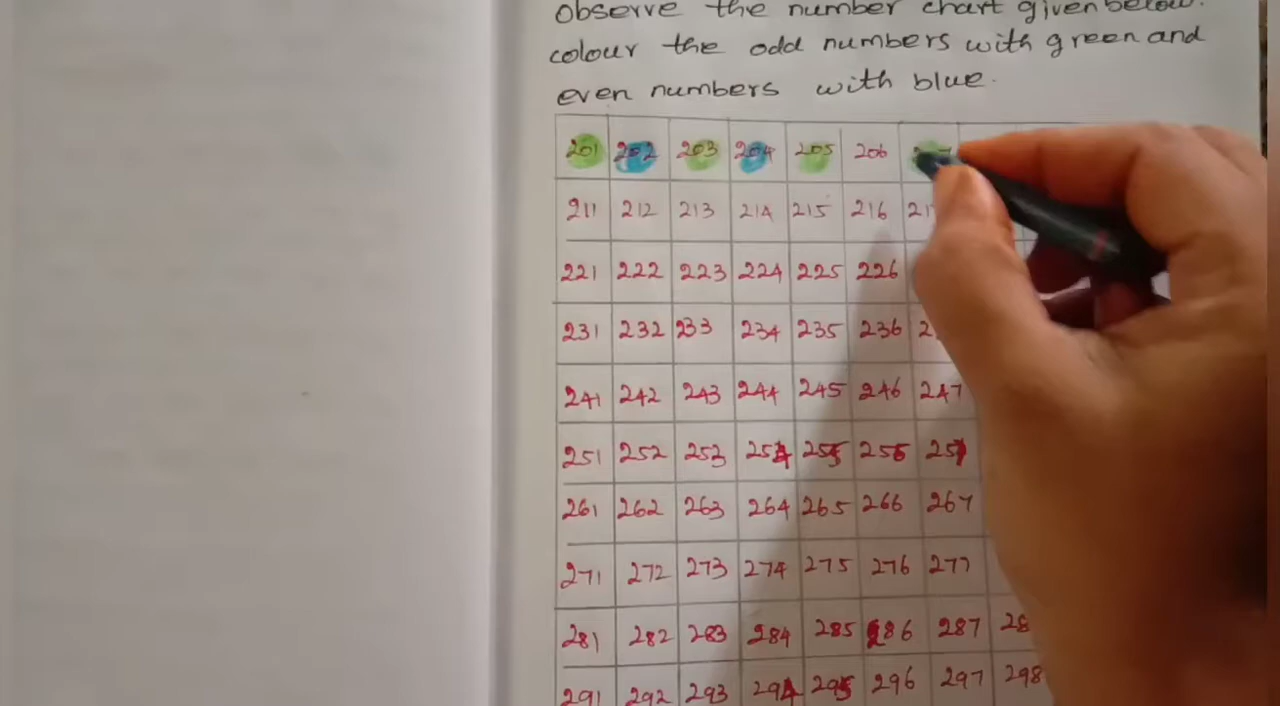 observe the number chart given below.
colour the odd numbers with green and
even numbers with blue.
201 202 203 204 205 206
211 212 213 214 215 216
221 222 223 224 225 226
231 232 233 234 235 236
241 242 243 244 245 246 247
251 252 253 254 255 256 257
261 262 263 264 265 266 267
271 272 273 274 275 276 277
281 282 283 284 285 286 287
291 292 293 294 295 296 297 298